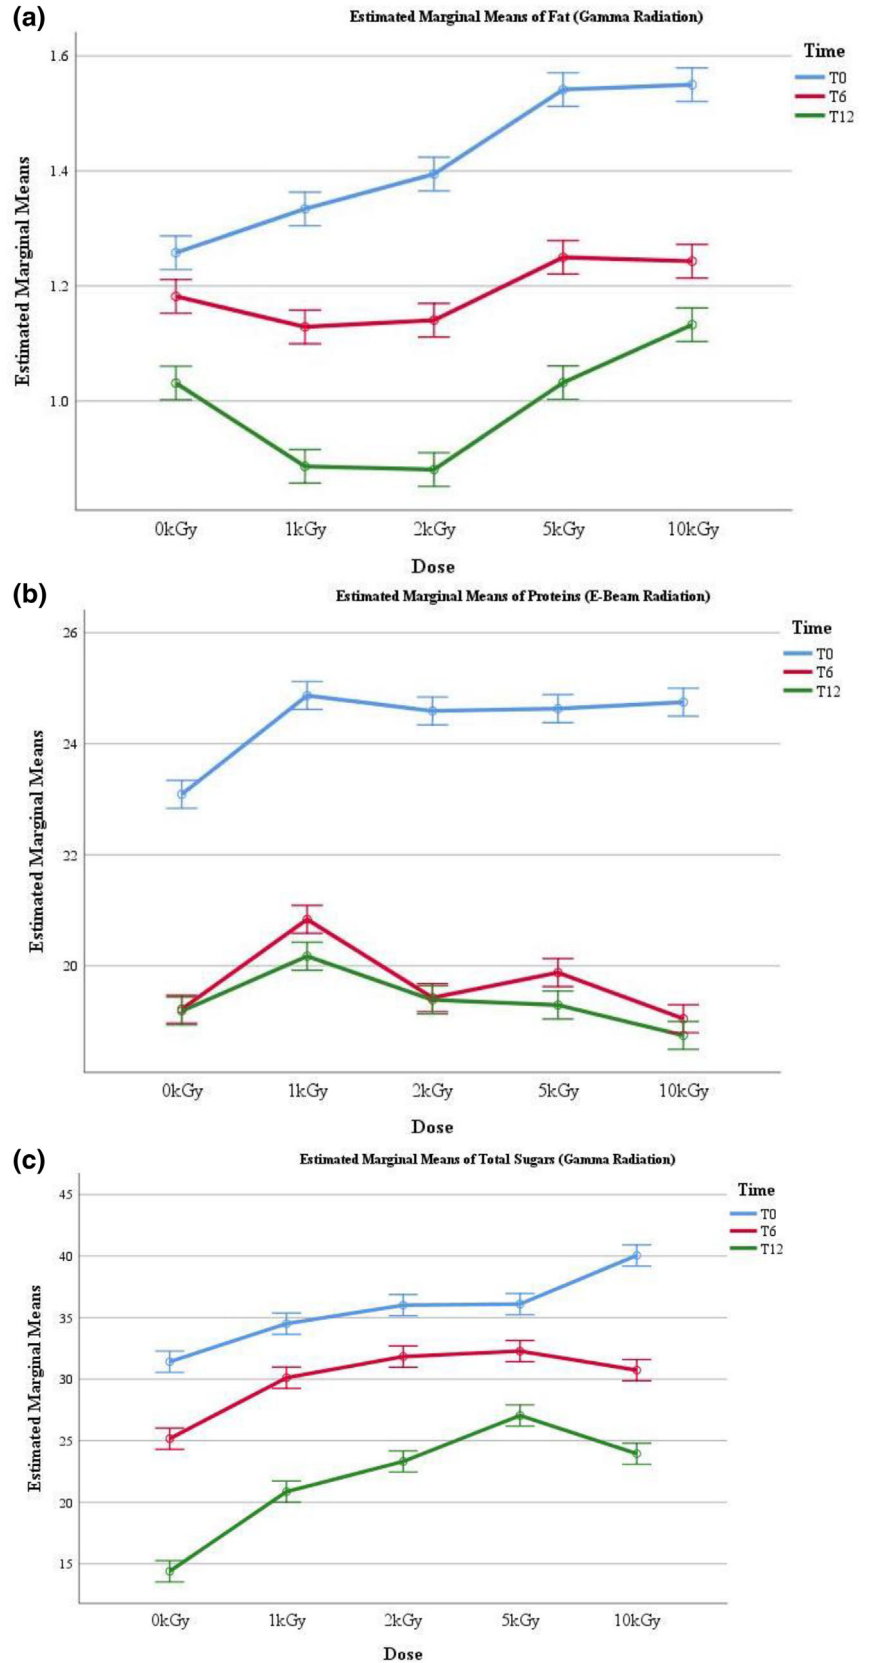 (a)
Estimated Marginal Means of Fat (Gamma Radiation)
Time
T0
T6
T12
Estimated Marginal Means
1.6
1.4
1.2
1.0
0kGy 1kGy 2kGy 5kGy 10kGy
Dose
(b)
Estimated Marginal Means of Proteins (E-Beam Radiation)
Time
T0
T6
T12
Estimated Marginal Means
26
24
22
20
0kGy 1kGy 2kGy 5kGy 10kGy
Dose
(c)
Estimated Marginal Means of Total Sugars (Gamma Radiation)
Time
T0
T6
T12
Estimated Marginal Means
45
40
35
30
25
20
15
0kGy 1kGy 2kGy 5kGy 10kGy
Dose